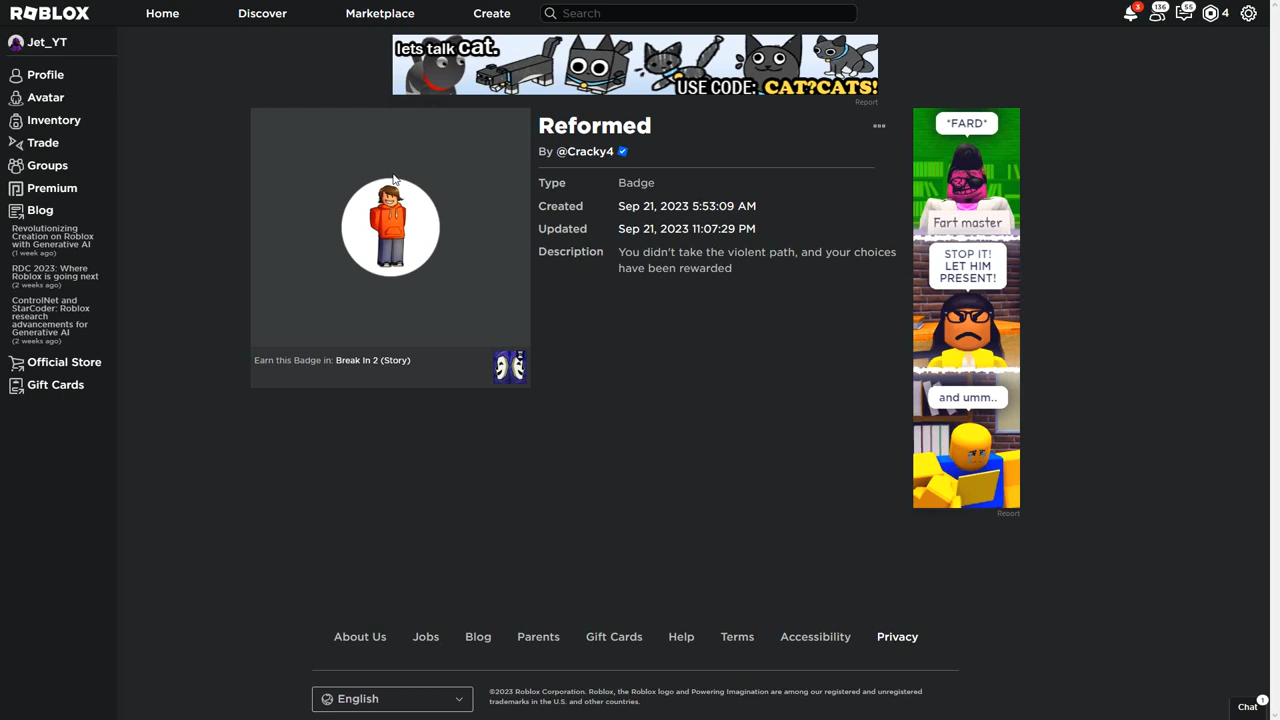 ROBLOX
Home
Discover
Marketplace
Create
Search
3
136
55
4
Jet_YT
Profile
Avatar
Inventory
Trade
Groups
Premium
Blog
Revolutionizing
Creation on Roblox
with Generative AI
(1 week ago)
RDC 2023: Where
Roblox is going next
(2 weeks ago)
ControlNet and
StarCoder: Roblox
research
advancements for
Generative AI
(2 weeks ago)
Official Store
Gift Cards
lets talk cat.
USE CODE: CAT?CATS!
Report
Reformed
By @Cracky4
Type Badge
Created Sep 21, 2023 5:53:09 AM
Updated Sep 21, 2023 11:07:29 PM
Description You didn't take the violent path, and your choices
have been rewarded
Earn this Badge in: Break In 2 (Story)
*FARD*
Fart master
STOP IT!
LET HIM
PRESENT!
and umm..
Report
About Us
Jobs
Blog
Parents
Gift Cards
Help
Terms
Accessibility
Privacy
English
©2023 Roblox Corporation. Roblox, the Roblox logo and Powering Imagination are among our registered and unregistered
trademarks in the U.S. and other countries.
Chat
1